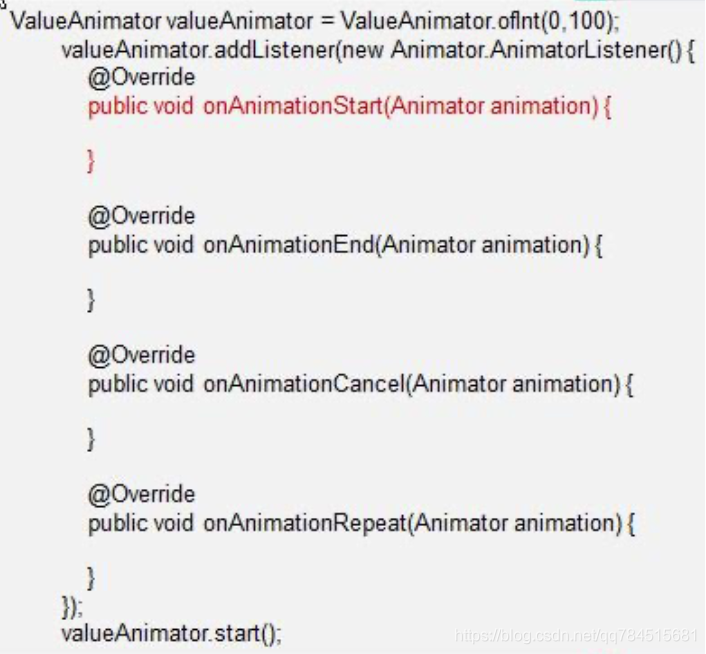 ValueAnimator valueAnimator = ValueAnimator.ofInt(0,100);
valueAnimator.addListener(new Animator.AnimatorListener() {
@Override
public void onAnimationStart(Animator animation) {
}
@Override
public void onAnimationEnd(Animator animation) {
}
@Override
public void onAnimationCancel(Animator animation) {
}
@Override
public void onAnimationRepeat(Animator animation) {
}
});
valueAnimator.start();
https://blog.csdn.net/qq784515681